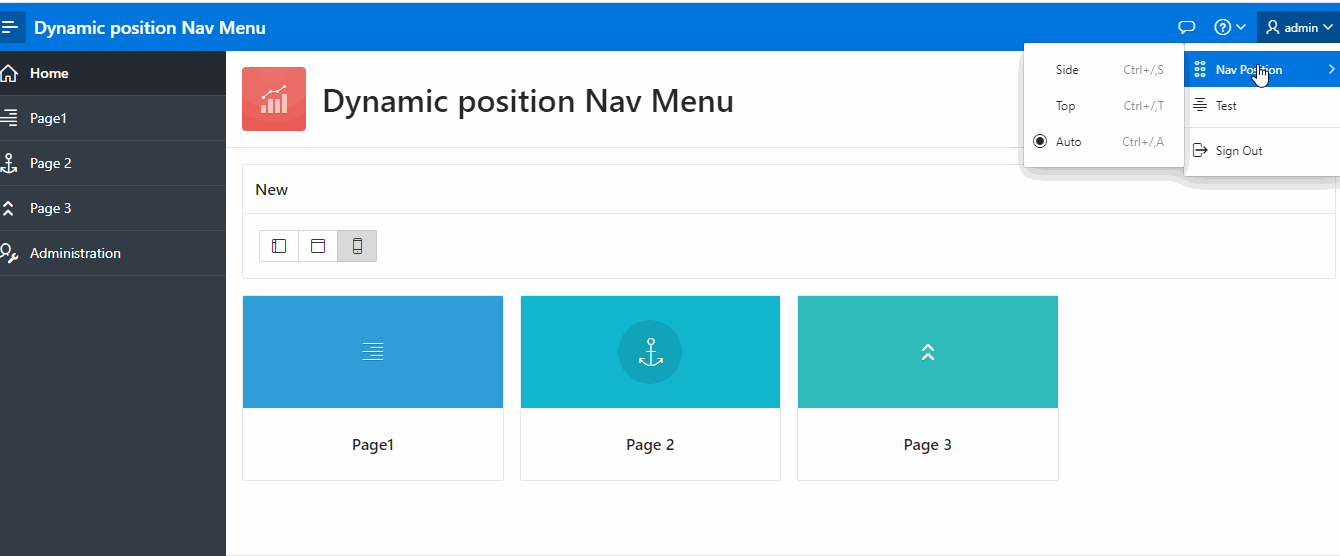 Dynamic position Nav Menu
admin
Home
Page1
Page 2
Page 3
Administration
Dynamic position Nav Menu
Side Ctrl+/,S
Top Ctrl+/,T
Auto Ctrl+/,A
Nav Position
Test
Sign Out
New
Page1
Page 2
Page 3